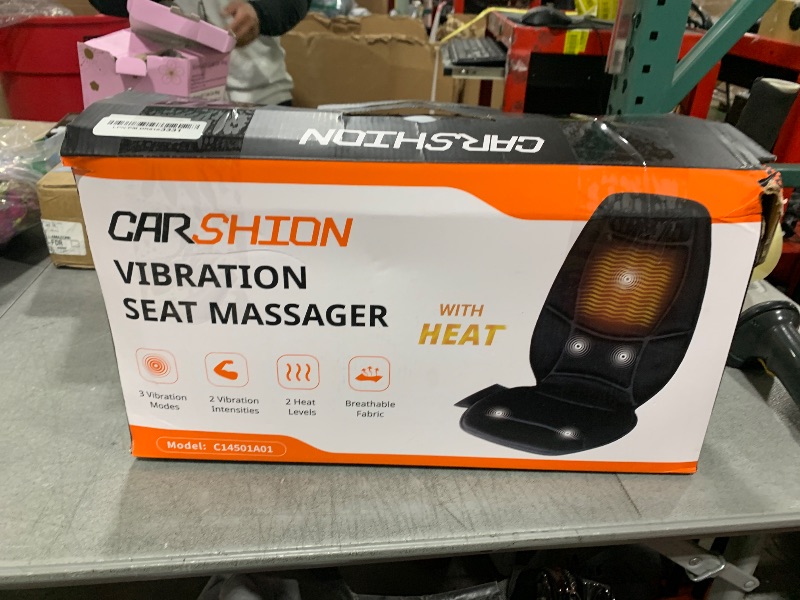 CARSHION
CARSHION
VIBRATION
SEAT MASSAGER
WITH
HEAT
3 Vibration
Modes
2 Vibration
Intensities
2 Heat
Levels
Breathable
Fabric
Model: C14501A01